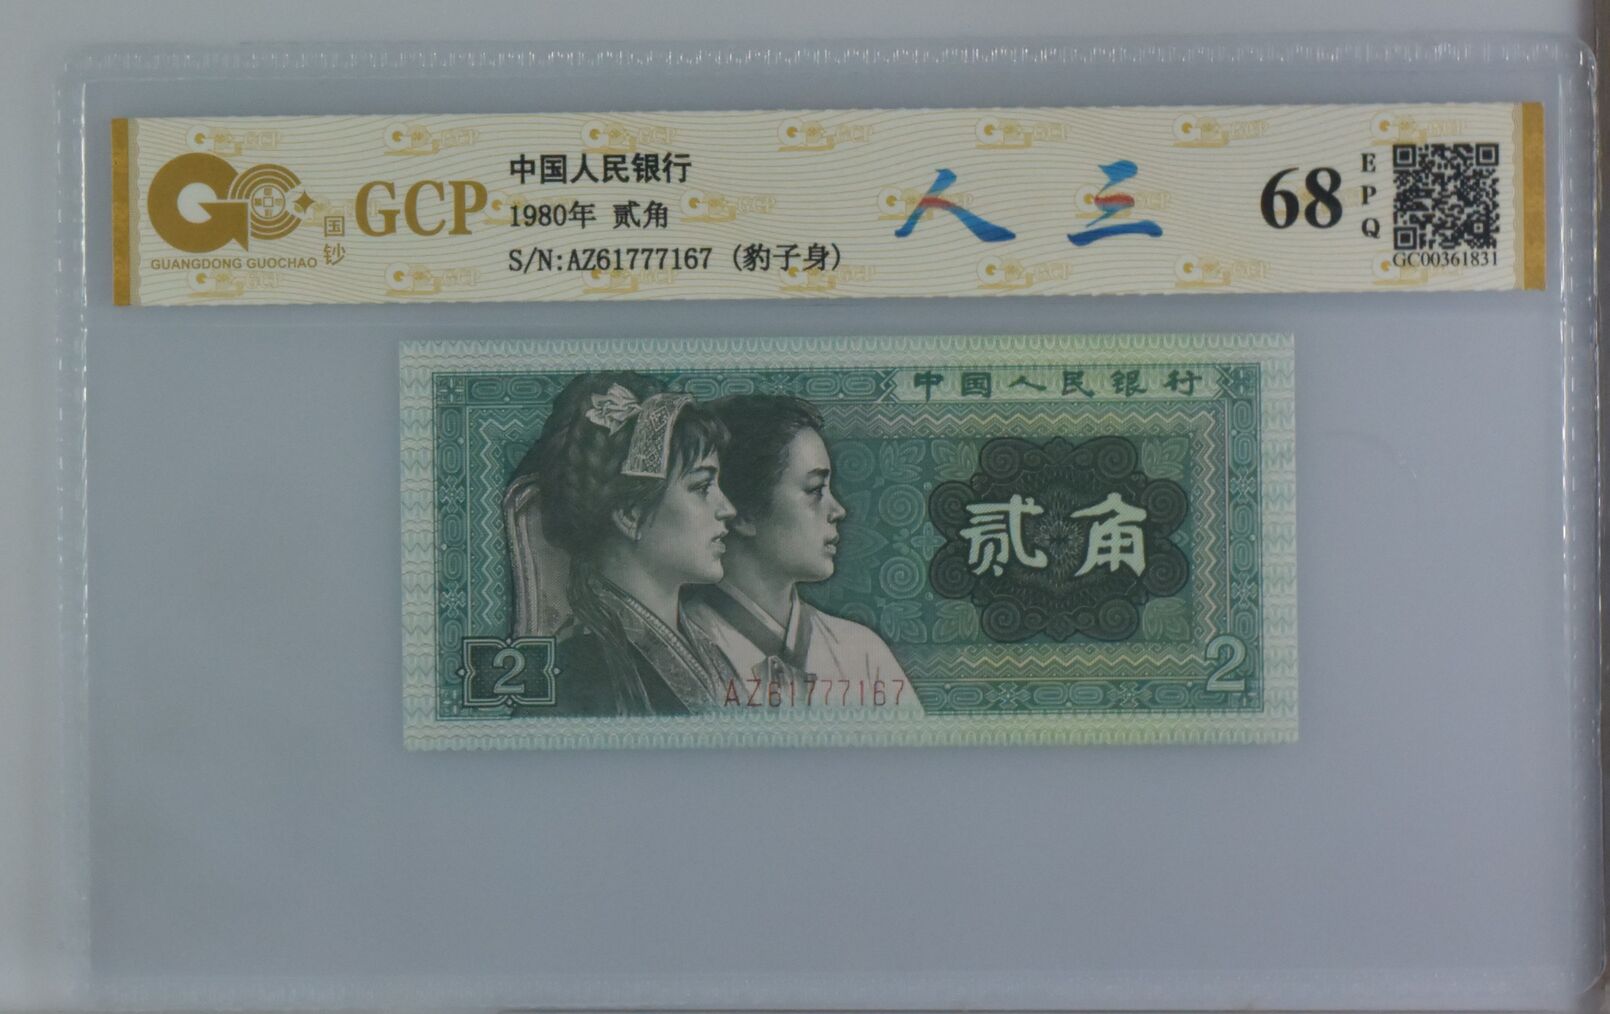 GUANGDONG GUOCHAO
国钞
GCP
中国人民银行
1980年 贰角
S/N:AZ61777167 (豹子身)
人三
68
EPQ
GC00361831
中国人民银行
贰角
2
2
AZ61777167